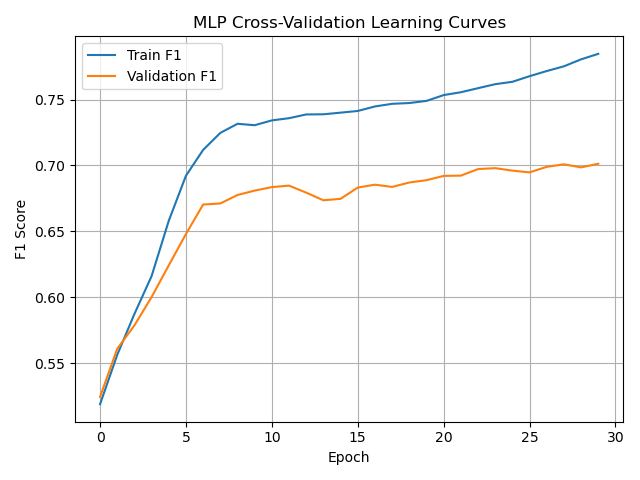 MLP Cross-Validation Learning Curves
Train F1
Validation F1
F1 Score
0.75
0.70
0.65
0.60
0.55
0 5 10 15 20 25 30
Epoch